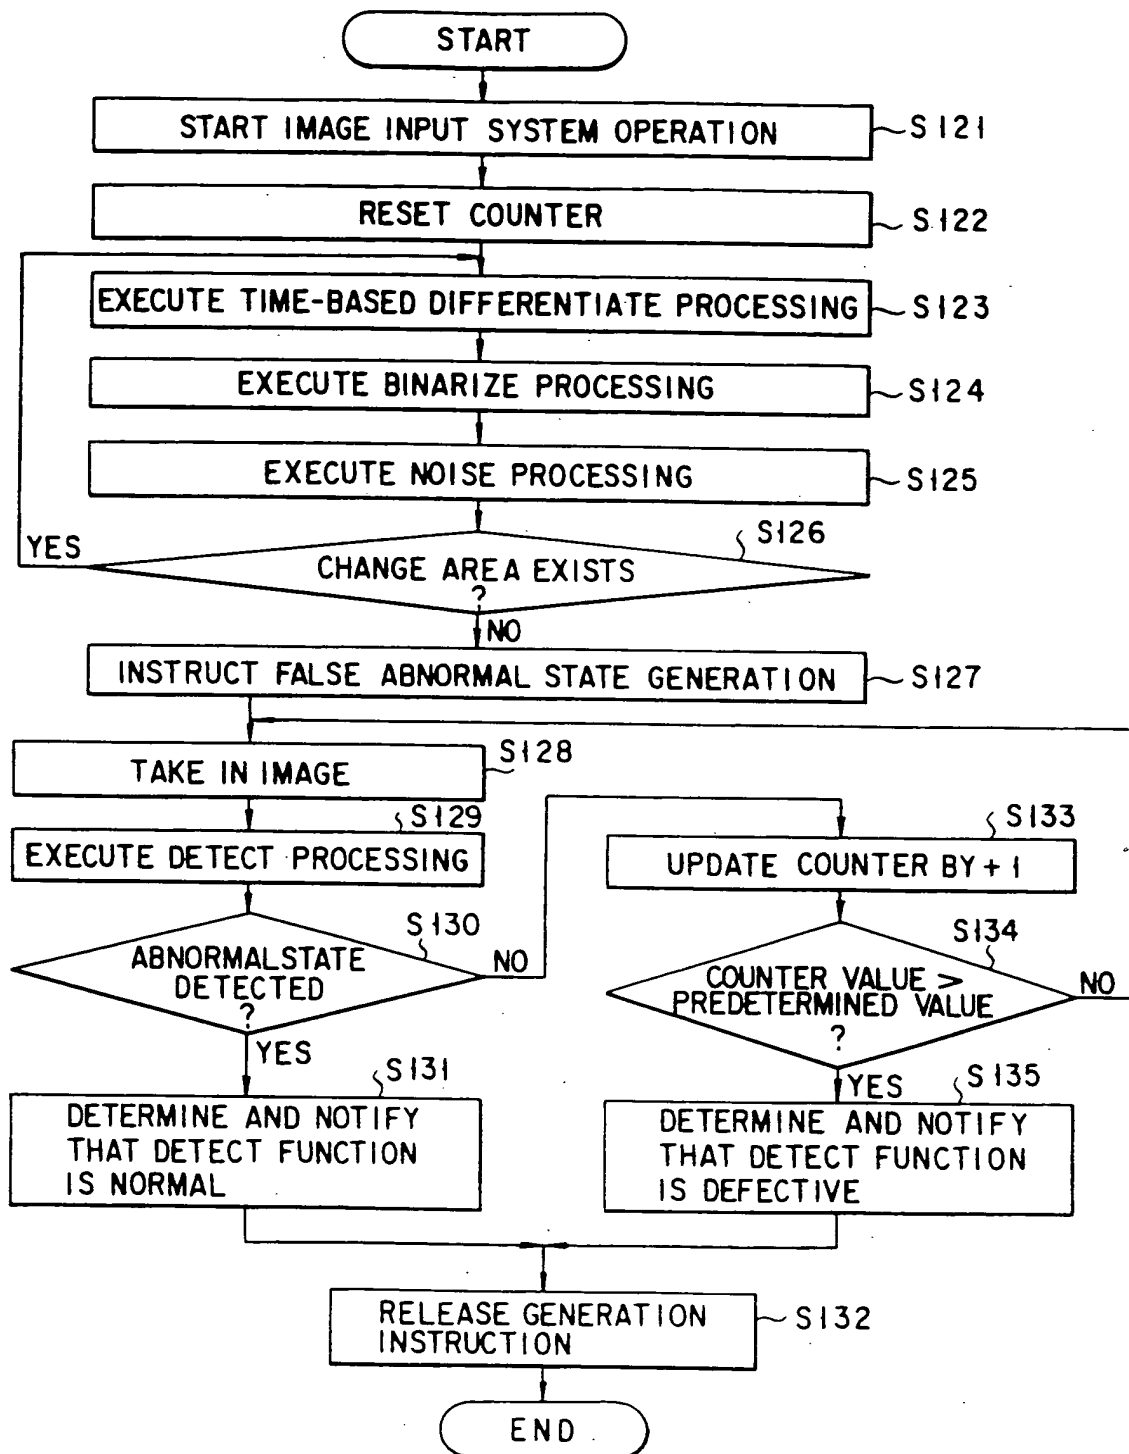 START
START IMAGE INPUT SYSTEM OPERATION
S121
RESET COUNTER
S122
EXECUTE TIME-BASED DIFFERENTIATE PROCESSING
S123
EXECUTE BINARIZE PROCESSING
S124
EXECUTE NOISE PROCESSING
S125
S126
YES
CHANGE AREA EXISTS
?
NO
INSTRUCT FALSE ABNORMAL STATE GENERATION
S127
S128
TAKE IN IMAGE
S129
EXECUTE DETECT PROCESSING
S130
ABNORMAL STATE
DETECTED
?
NO
YES
S131
DETERMINE AND NOTIFY
THAT DETECT FUNCTION
IS NORMAL
S133
UPDATE COUNTER BY +1
S134
COUNTER VALUE >
PREDETERMINED VALUE
?
NO
YES
S135
DETERMINE AND NOTIFY
THAT DETECT FUNCTION
IS DEFECTIVE
RELEASE GENERATION
INSTRUCTION
S132
END